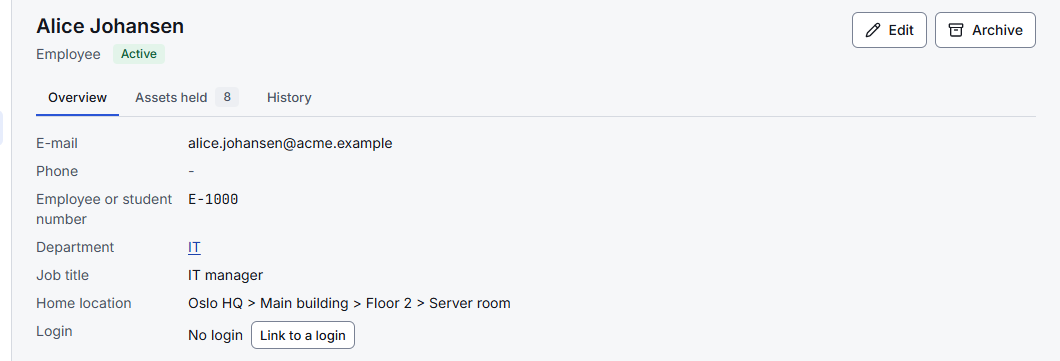 Alice Johansen
Edit
Archive
Employee Active
Overview
Assets held 8
History
E-mail alice.johansen@acme.example
Phone -
Employee or student number E-1000
Department IT
Job title IT manager
Home location Oslo HQ > Main building > Floor 2 > Server room
Login No login Link to a login